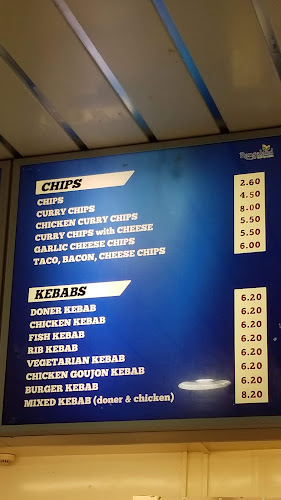 CHIPS
CHIPS 2.60
CURRY CHIPS 4.50
CHICKEN CURRY CHIPS 8.00
CURRY CHIPS with CHEESE 5.50
GARLIC CHEESE CHIPS 5.50
TACO, BACON, CHEESE CHIPS 6.00
KEBABS
DONER KEBAB 6.20
CHICKEN KEBAB 6.20
FISH KEBAB 6.20
RIB KEBAB 6.20
VEGETARIAN KEBAB 6.20
CHICKEN GOUJON KEBAB 6.20
BURGER KEBAB 6.20
MIXED KEBAB (doner & chicken) 8.20